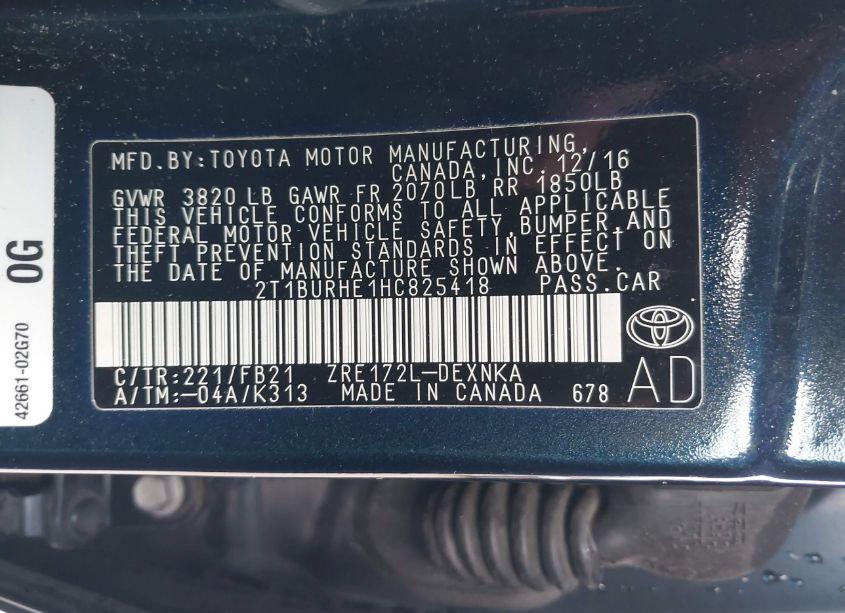 0G
42661-02G70
MFD.BY:TOYOTA MOTOR MANUFACTURING,
CANADA,INC. 12/16
GVWR 3820 LB GAWR FR 2070LB RR 1850LB
THIS VEHICLE CONFORMS TO ALL APPLICABLE
FEDERAL MOTOR VEHICLE SAFETY,BUMPER,AND
THEFT PREVENTION STANDARDS IN EFFECT ON
THE DATE OF MANUFACTURE SHOWN ABOVE.
2T1BURHE1HC825418 PASS.CAR
C/TR:221/FB21 ZRE172L-DEXNKA
A/TM:-04A/K313 MADE IN CANADA 678
AD